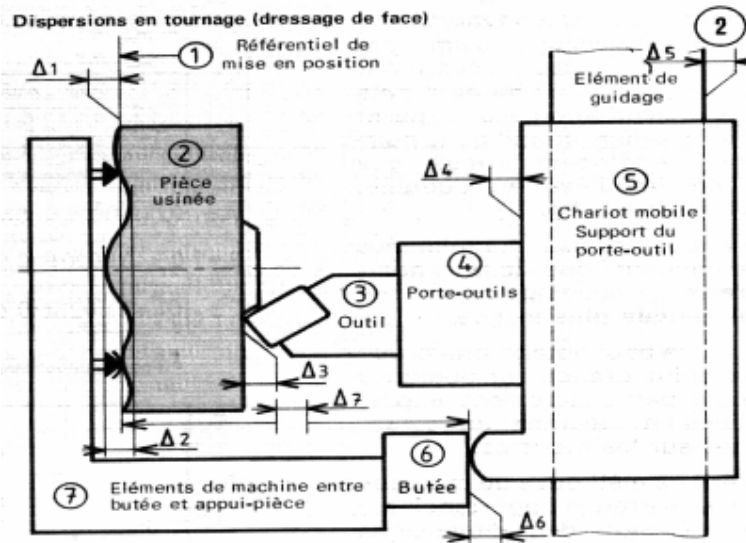 Dispersions en tournage (dressage de face)
2
1
Référentiel de
mise en position
Δ1
Δ5
Elément de
guidage
2
Pièce
usinée
Δ4
5
Chariot mobile
Support du
porte-outil
4
Porte-outils
3
Outil
Δ3
Δ7
Δ2
6
Butée
7
Eléments de machine entre
butée et appui-pièce
Δ6